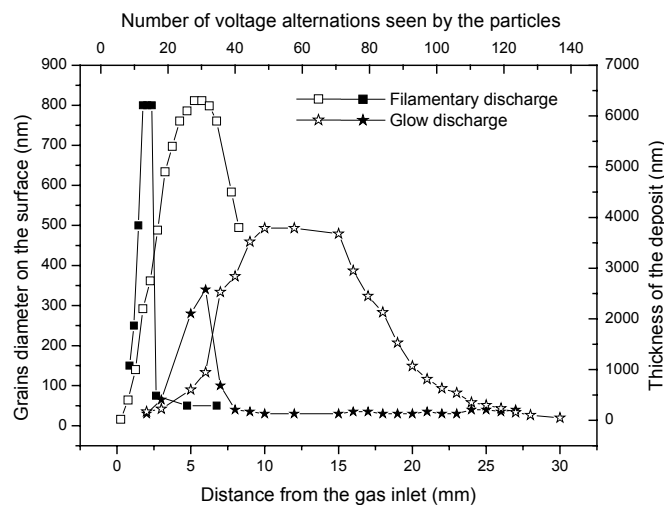 Number of voltage alternations seen by the particles
0 20 40 60 80 100 120 140
900 7000
800 6000
700 5000
600 4000
500 3000
400 2000
300 1000
200 0
100
0
Filamentary discharge
Glow discharge
Grains diameter on the surface (nm)
Thickness of the deposit (nm)
0 5 10 15 20 25 30
Distance from the gas inlet (mm)